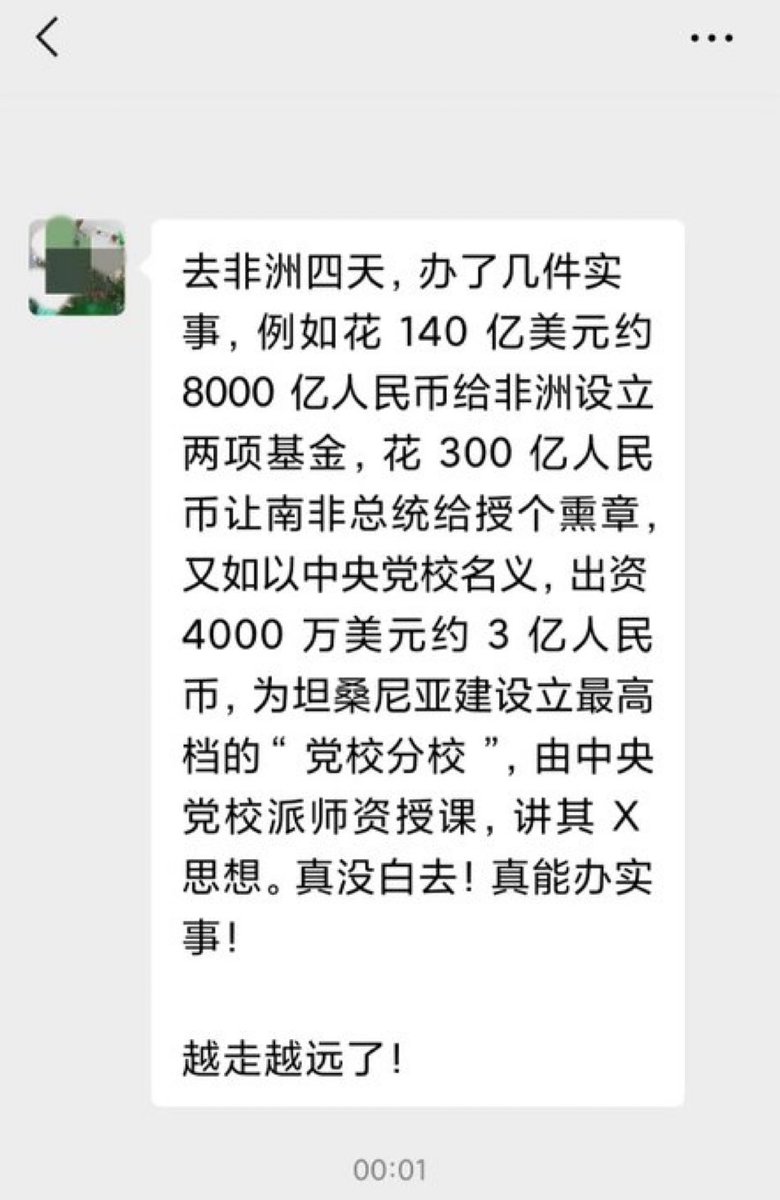 去非洲四天，办了几件实
事，例如花 140 亿美元约
8000 亿人民币给非洲设立
两项基金，花 300 亿人民
币让南非总统给授个熏章，
又如以中央党校名义，出资
4000 万美元约 3 亿人民
币，为坦桑尼亚建设立最高
档的“ 党校分校 ”，由中央
党校派师资授课，讲其 X
思想。真没白去！真能办实
事！
越走越远了！
00:01